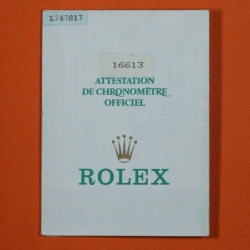 L747817
16613
ATTESTATION
DE CHRONOMÈTRE
OFFICIEL
ROLEX